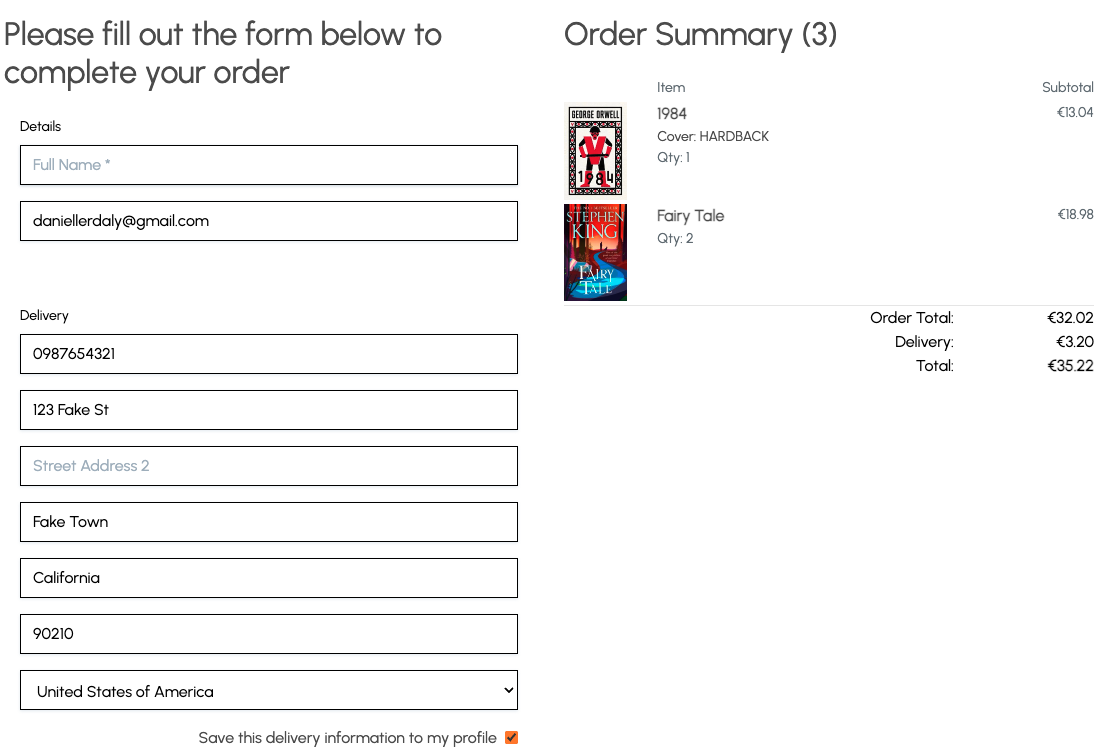 Please fill out the form below to
complete your order
Details
Full Name *
daniellerdaly@gmail.com
Delivery
0987654321
123 Fake St
Street Address 2
Fake Town
California
90210
United States of America
Save this delivery information to my profile
Order Summary (3)
Item Subtotal
GEORGE ORWELL
1984
1984 €13.04
Cover: HARDBACK
Qty: 1
STEPHEN
KING
FAIRY
TALE
Fairy Tale €18.98
Qty: 2
Order Total: €32.02
Delivery: €3.20
Total: €35.22